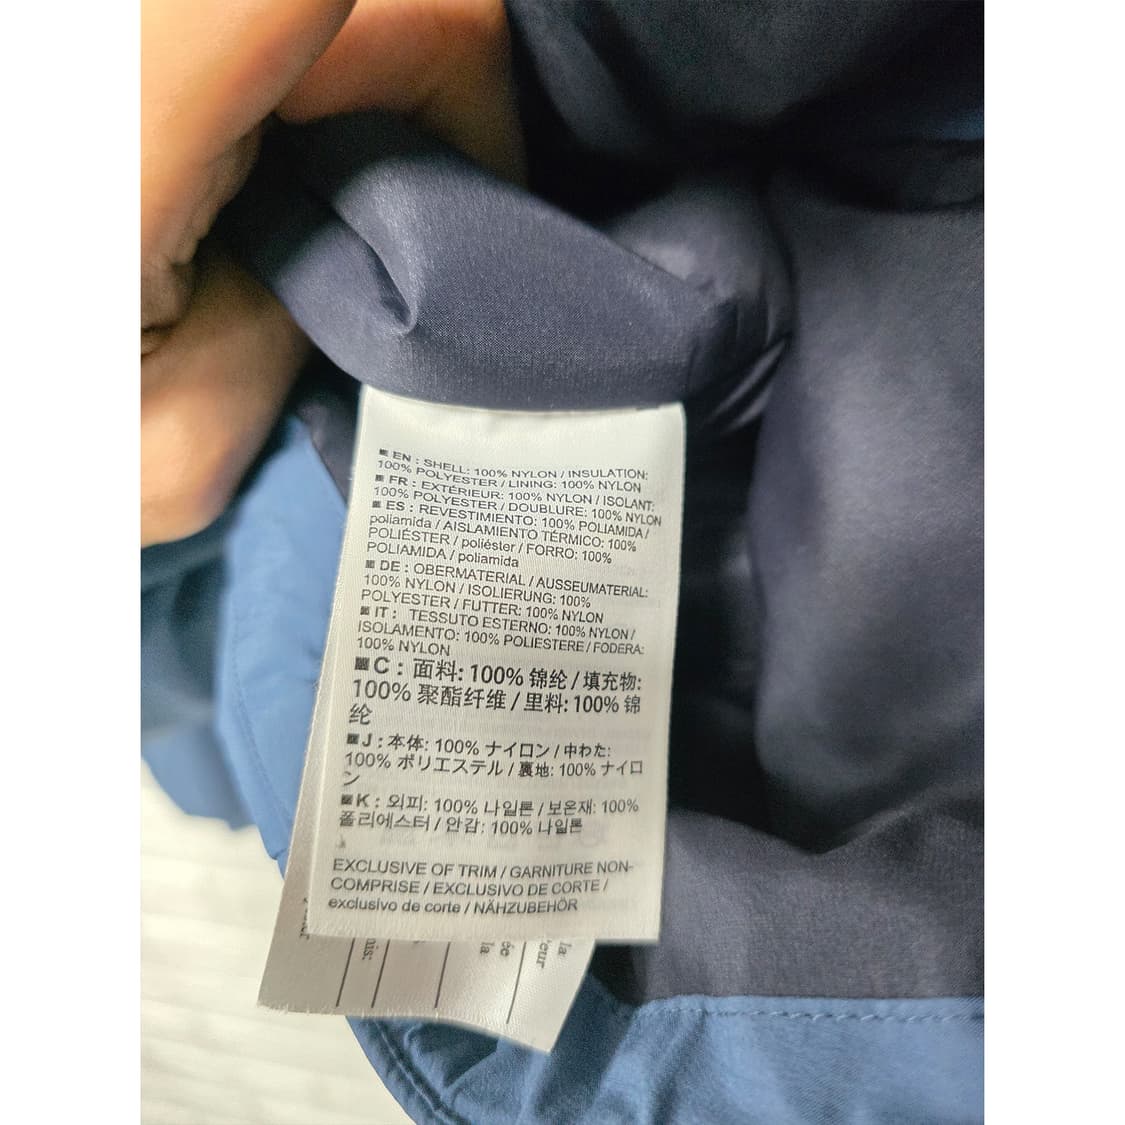 EN : SHELL: 100% NYLON / INSULATION:
100% POLYESTER / LINING: 100% NYLON
FR : EXTÉRIEUR: 100% NYLON / ISOLANT:
100% POLYESTER / DOUBLURE: 100% NYLON
ES : REVESTIMIENTO: 100% POLIAMIDA /
poliamida / AISLAMIENTO TÉRMICO: 100%
POLIÉSTER / poliéster / FORRO: 100%
POLIAMIDA / poliamida
DE : OBERMATERIAL / AUSSEUMATERIAL:
100% NYLON / ISOLIERUNG: 100%
POLYESTER / FUTTER: 100% NYLON
IT : TESSUTO ESTERNO: 100% NYLON /
ISOLAMENTO: 100% POLIESTERE / FODERA:
100% NYLON
C : 面料: 100% 锦纶 / 填充物:
100% 聚酯纤维 / 里料: 100% 锦
纶
J : 本体: 100% ナイロン / 中わた:
100% ポリエステル / 裏地: 100% ナイロ
ン
K : 외피: 100% 나일론 / 보온재: 100%
폴리에스터 / 안감: 100% 나일론
EXCLUSIVE OF TRIM / GARNITURE NON-
COMPRISE / EXCLUSIVO DE CORTE /
exclusivo de corte / NÄHZUBEHÖR
la
la